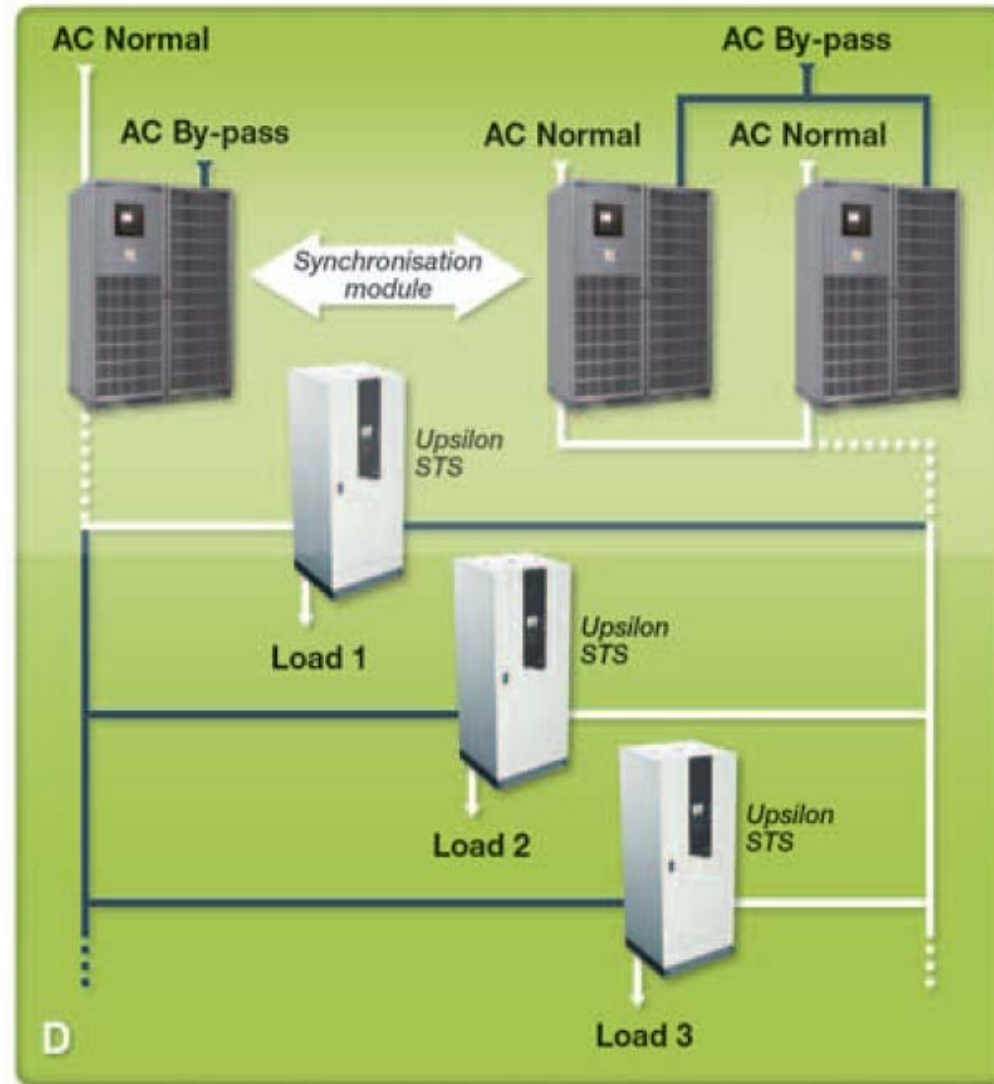 AC Normal
AC By-pass
AC By-pass
AC Normal
AC Normal
Synchronisation
module
Upsilon
STS
Load 1
Upsilon
STS
Load 2
Upsilon
STS
Load 3
D